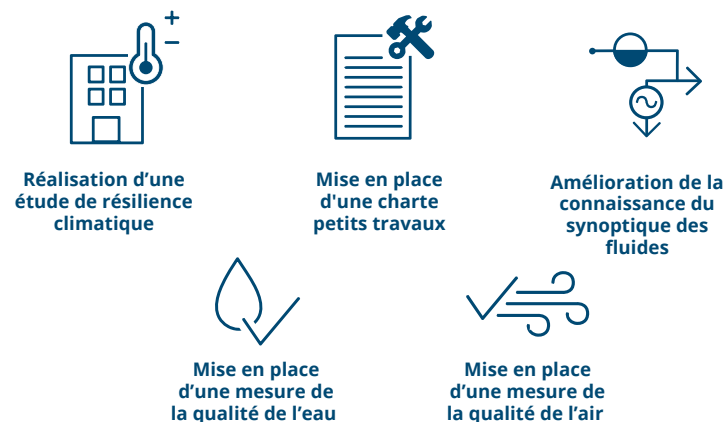 Réalisation d’une
étude de résilience
climatique
Mise en place
d'une charte
petits travaux
Amélioration de la
connaissance du
synoptique des
fluides
Mise en place
d’une mesure de
la qualité de l’eau
Mise en place
d’une mesure de
la qualité de l’air